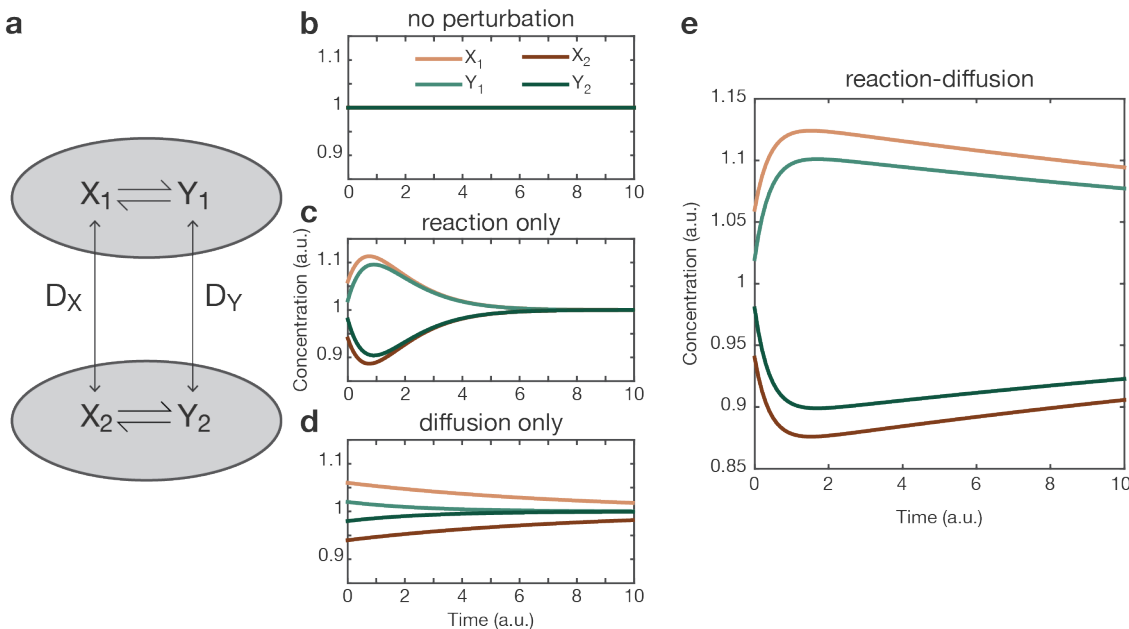 a
X1 Y1
DX DY
X2 Y2
b
no perturbation
X1 X2
Y1 Y2
1.1
1
0.9
0 2 4 6 8 10
c
reaction only
1.1
1
0.9
0 2 4 6 8 10
Concentration (a.u.)
d
diffusion only
1.1
1
0.9
0 2 4 6 8 10
Time (a.u.)
e
reaction-diffusion
1.15
1.1
1.05
1
0.95
0.9
0.85
0 2 4 6 8 10
Concentration (a.u.)
Time (a.u.)